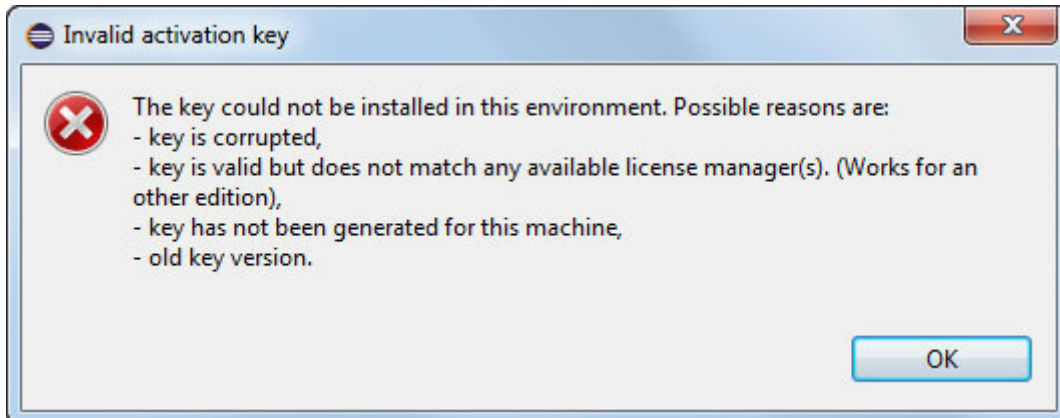 Invalid activation key
The key could not be installed in this environment. Possible reasons are:
- key is corrupted,
- key is valid but does not match any available license manager(s). (Works for an
other edition),
- key has not been generated for this machine,
- old key version.
OK